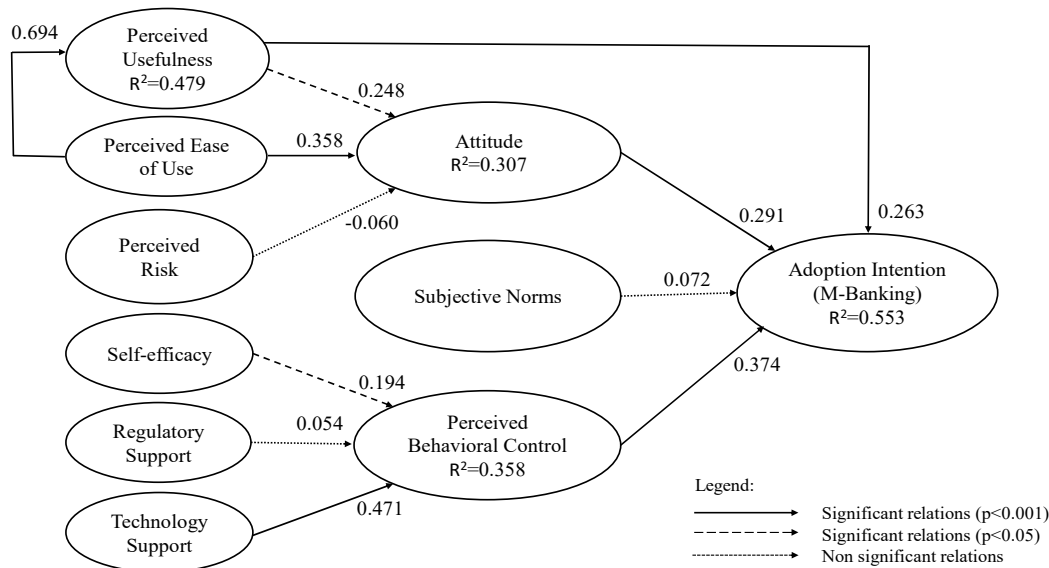 0.694
Perceived
Usefulness
R²=0.479
0.248
Perceived Ease
of Use
0.358
Attitude
R²=0.307
Perceived
Risk
-0.060
0.291
0.263
Subjective Norms
0.072
Adoption Intention
(M-Banking)
R²=0.553
Self-efficacy
0.194
0.374
Regulatory
Support
0.054
Perceived
Behavioral Control
R²=0.358
Technology
Support
0.471
Legend:
Significant relations (p<0.001)
Significant relations (p<0.05)
Non significant relations